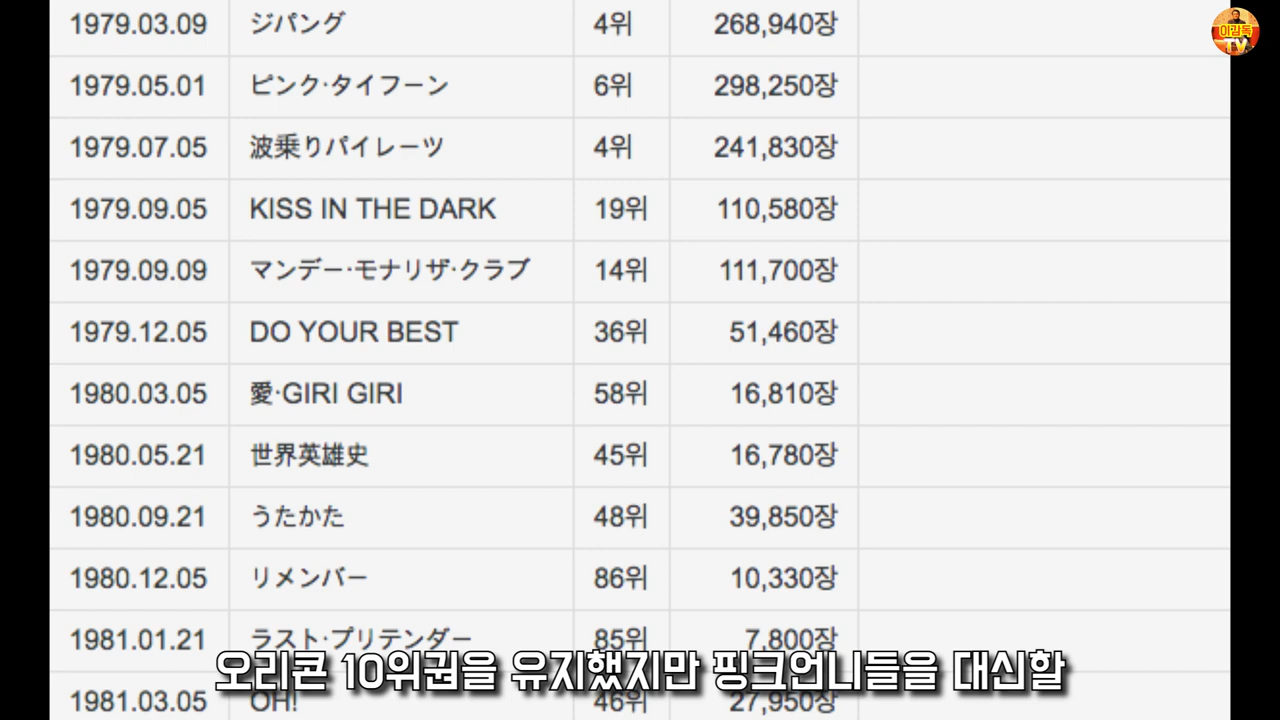 1979.03.09 ジパング 4위 268,940장
이감독
TV
1979.05.01 ピンク·タイフーン 6위 298,250장
1979.07.05 波乗りパイレーツ 4위 241,830장
1979.09.05 KISS IN THE DARK 19위 110,580장
1979.09.09 マンデー·モナリザ·クラブ 14위 111,700장
1979.12.05 DO YOUR BEST 36위 51,460장
1980.03.05 愛·GIRI GIRI 58위 16,810장
1980.05.21 世界英雄史 45위 16,780장
1980.09.21 うたかた 48위 39,850장
1980.12.05 リメンバー 86위 10,330장
1981.01.21 ラスト·プリテンダー 85위 7,800장
오리콘 10위권을 유지했지만 핑크언니들을 대신할
1981.03.05 OH! 46위 27,950장